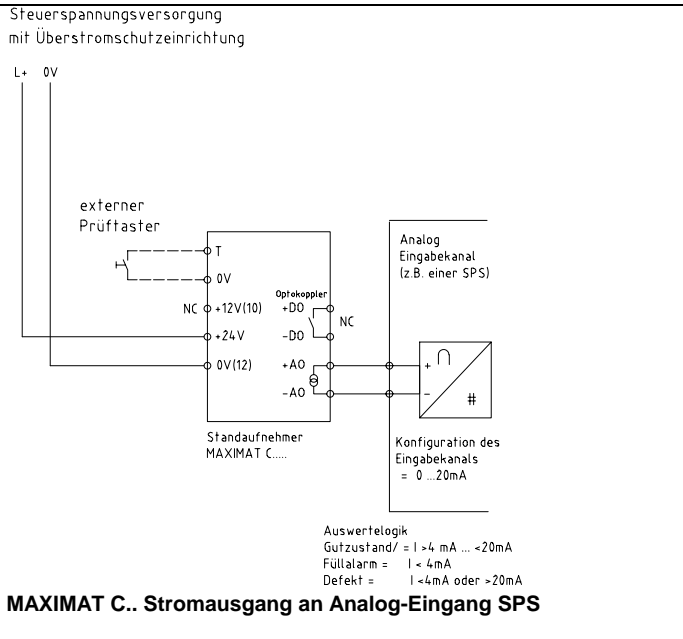 Steuerspannungsversorgung
mit Überstromschutzeinrichtung
L+ 0V
externer
Prüftaster
T
0V
NC +12V(10)
+24V
0V(12)
Optokoppler
+DO
-DO
NC
+AO
-AO
Standaufnehmer
MAXIMAT C.....
Analog
Eingabekanal
(z.B. einer SPS)
+ ∩
- #
Konfiguration des
Eingabekanals
= 0 ...20mA
Auswertelogik
Gutzustand/ = I >4 mA ... <20mA
Füllalarm = I < 4mA
Defekt = I <4mA oder >20mA
MAXIMAT C.. Stromausgang an Analog-Eingang SPS